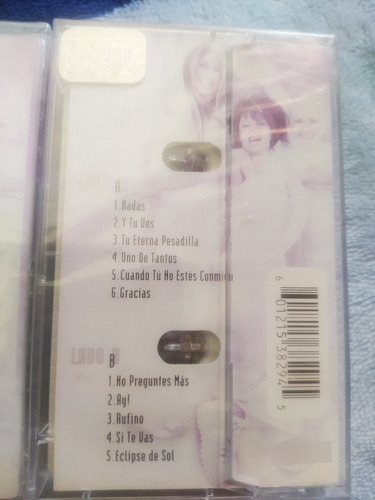 A
1.Hadas
2.Y Tu Ves
3.Tu Eterna Pesadilla
4.Uno De Tantos
5.Cuando Tú No Estés Conmigo
6.Gracias
LADO B
B
1.No Preguntes Más
2.Ay!
3.Rufino
4.Si Te Vas
5.Eclipse de Sol
6 01215 38294 5